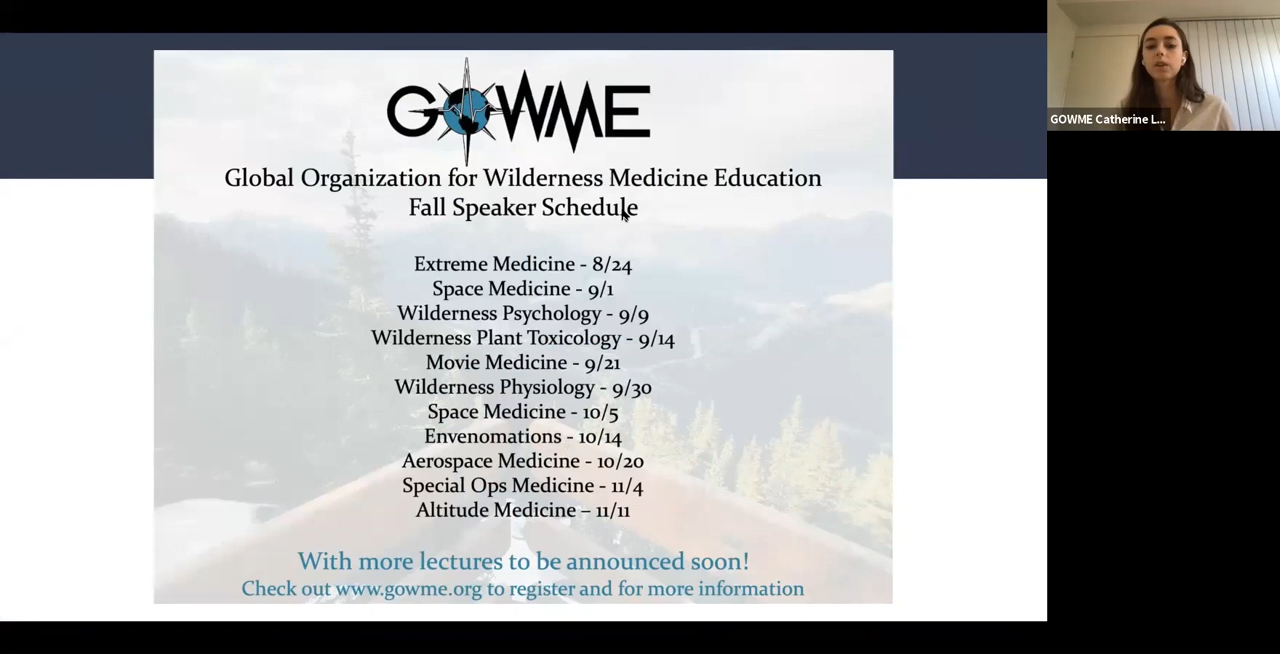 GOWME
Global Organization for Wilderness Medicine Education
Fall Speaker Schedule
Extreme Medicine - 8/24
Space Medicine - 9/1
Wilderness Psychology - 9/9
Wilderness Plant Toxicology - 9/14
Movie Medicine - 9/21
Wilderness Physiology - 9/30
Space Medicine - 10/5
Envenomations - 10/14
Aerospace Medicine - 10/20
Special Ops Medicine - 11/4
Altitude Medicine – 11/11
With more lectures to be announced soon!
Check out www.gowme.org to register and for more information
GOWME Catherine L...